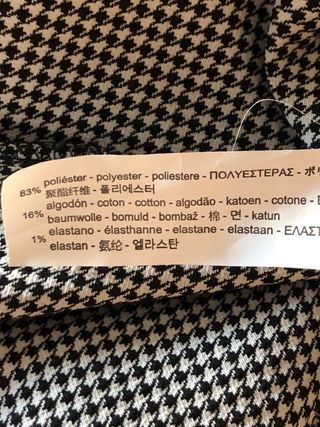 poliéster - polyester - poliestere - ΠΟΛΥΕΣΤΕΡΑΣ - ポリ
83% 聚酯纤维 - 폴리에스터
algodón - coton - cotton - algodão - katoen - cotone -
16% baumwolle - bomuld - bombaž - 棉 - 면 - katun
elastano - élasthanne - elastane - elastaan - ΕΛΑΣΤ
1% elastan - 氨纶 - 엘라스탄